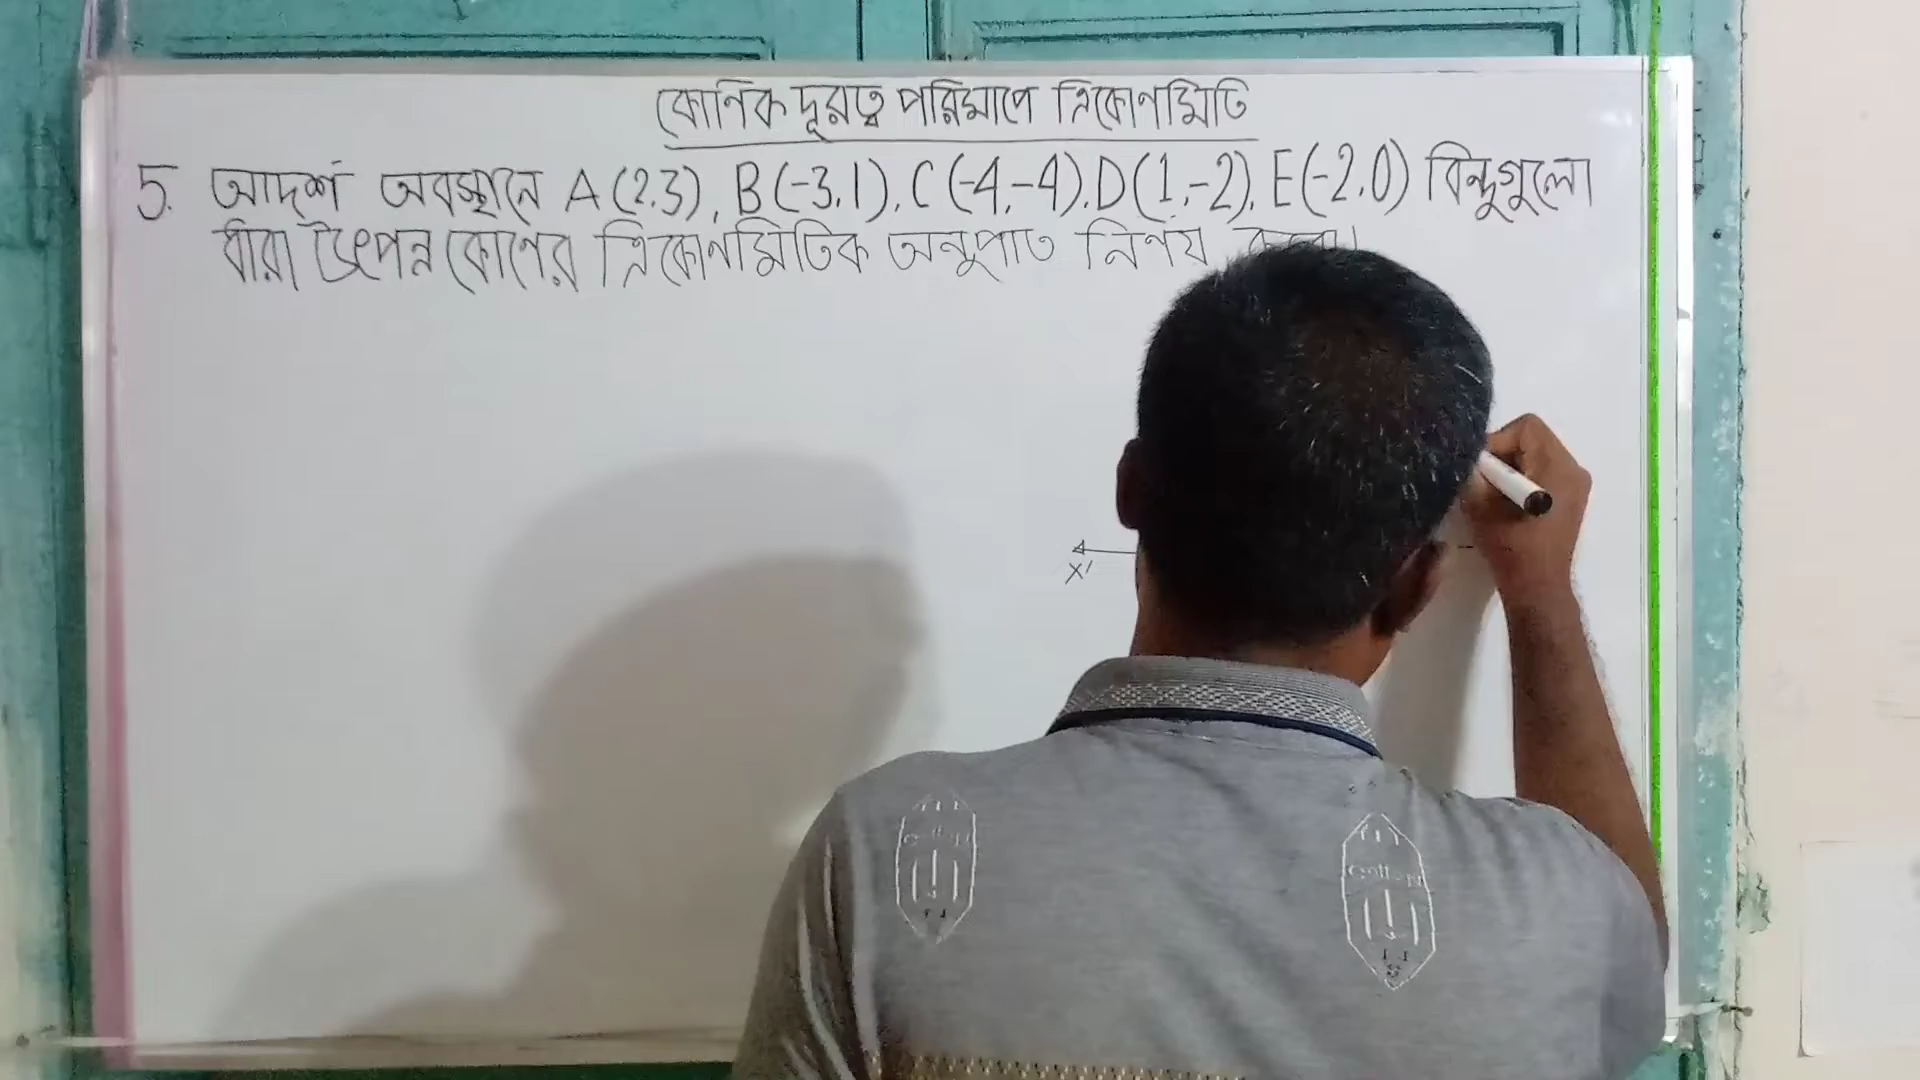 কৌণিক দূরত্ব পরিমাপে ত্রিকোণমিতি
5. আদর্শ অবস্থানে A(2,3), B(-3,1), C(-4,-4), D(1,-2), E(-2,0) বিন্দুগুলো
দ্বারা উৎপন্ন কোণের ত্রিকোণমিতিক অনুপাত নির্ণয়
X'